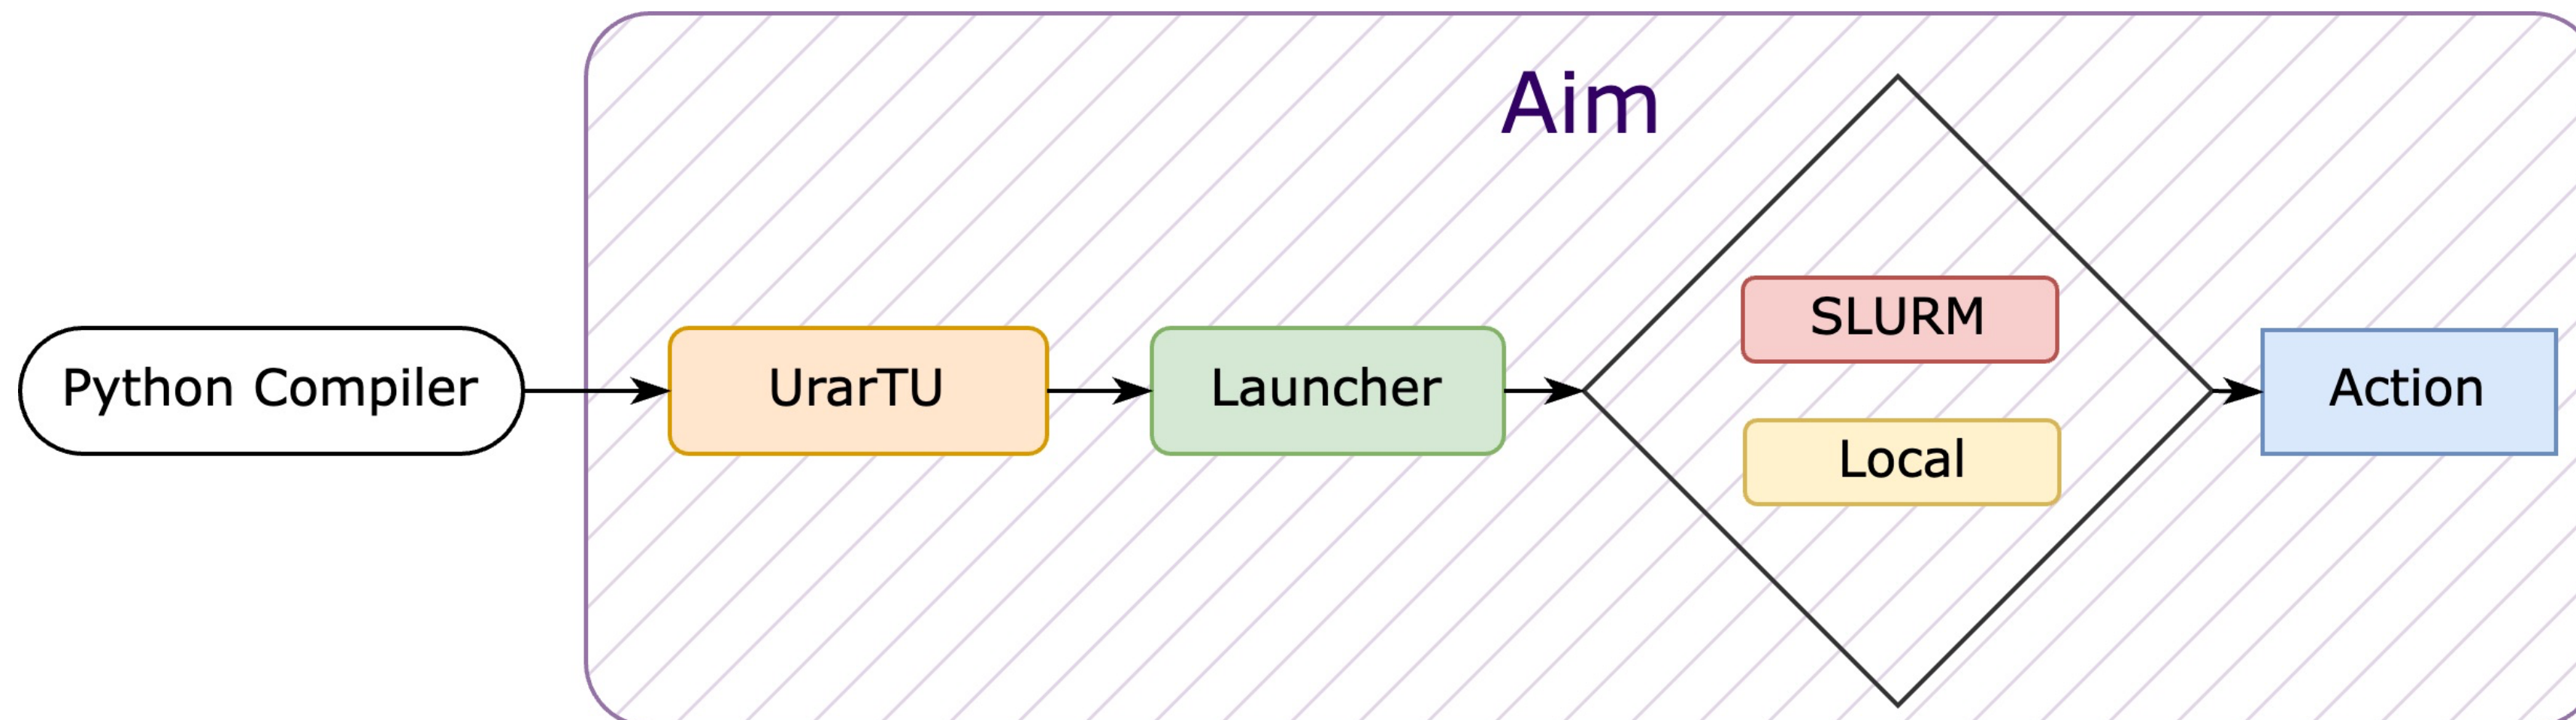 Aim
Python Compiler
UrarTU
Launcher
SLURM
Local
Action